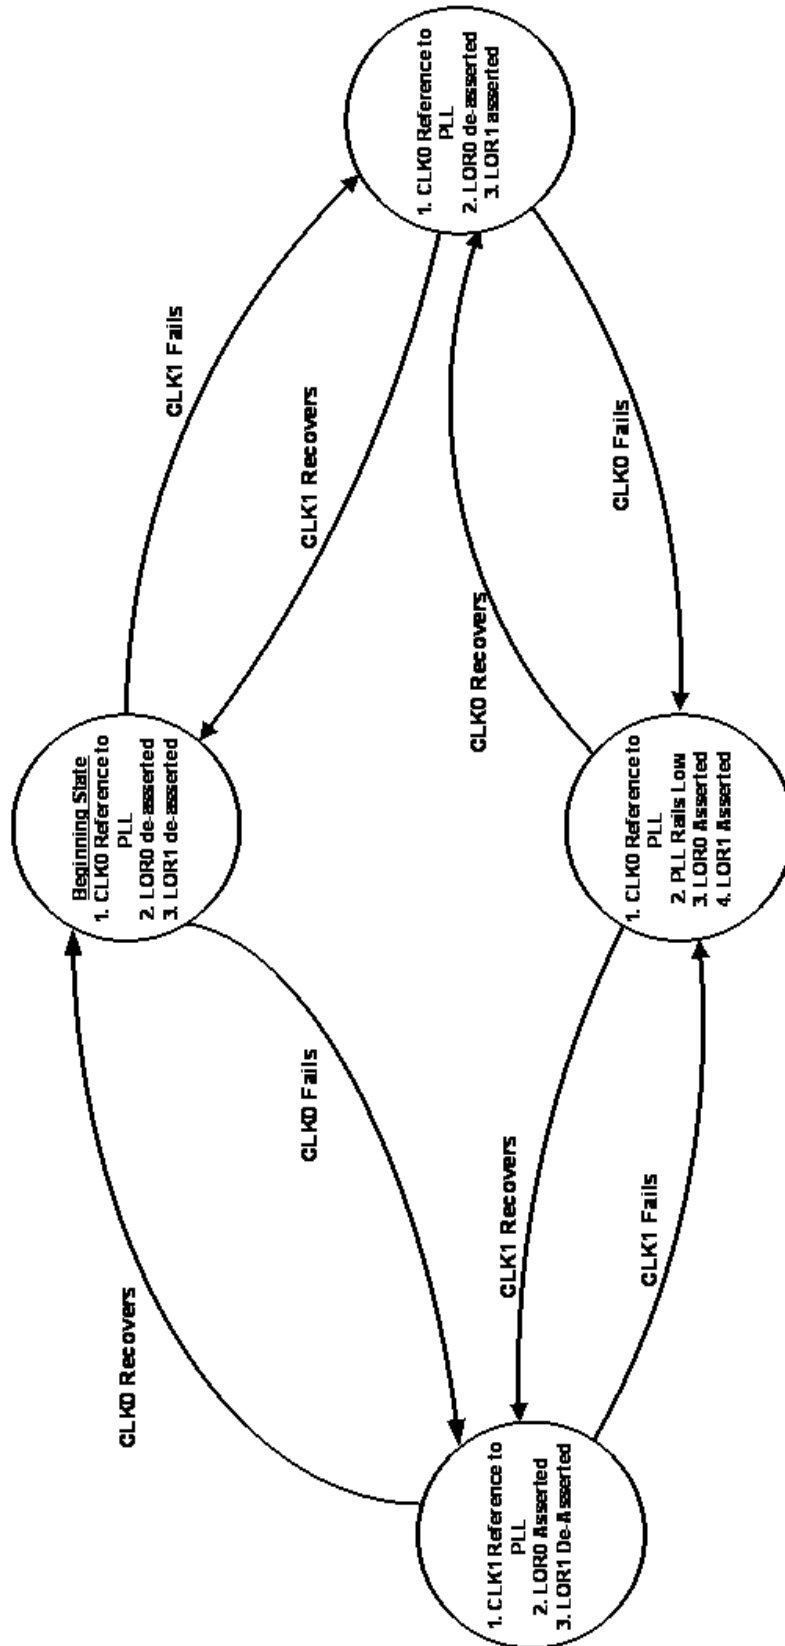 Beginning State
1. CLK0 Reference to
PLL
2. LOR0 de-asserted
3. LOR1 de-asserted
CLK0 Recovers
CLK0 Fails
CLK1 Fails
CLK1 Recovers
1. CLK1 Reference to
PLL
2. LOR0 Asserted
3. LOR1 De-Asserted
1. CLK0 Reference to
PLL
2. LOR0 de-asserted
3. LOR1 asserted
CLK1 Recovers
CLK1 Fails
CLK0 Recovers
CLK0 Fails
1. CLK0 Reference to
PLL
2. PLL Rails Low
3. LOR0 Asserted
4. LOR1 Asserted